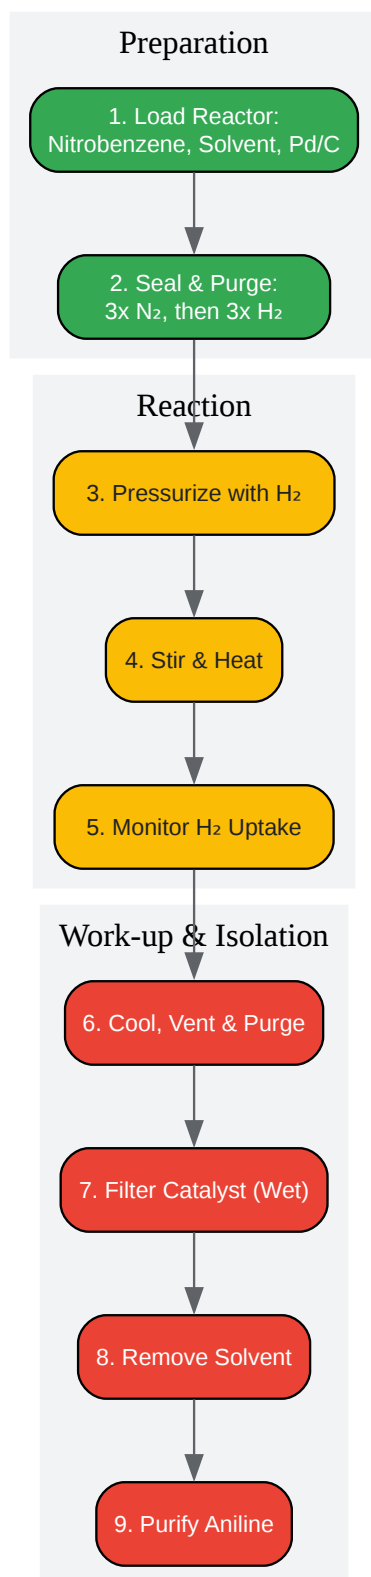 Preparation
1. Load Reactor:
Nitrobenzene, Solvent, Pd/C
2. Seal & Purge:
3x N₂, then 3x H₂
Reaction
3. Pressurize with H₂
4. Stir & Heat
5. Monitor H₂ Uptake
Work-up & Isolation
6. Cool, Vent & Purge
7. Filter Catalyst (Wet)
8. Remove Solvent
9. Purify Aniline